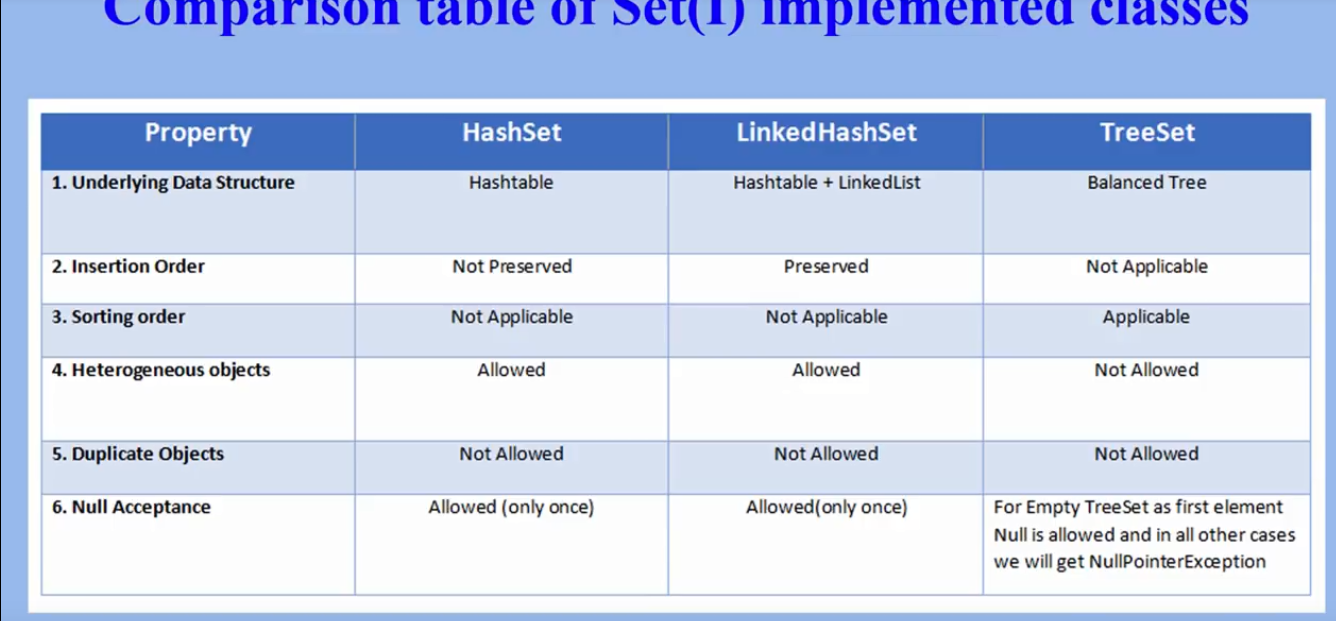 Comparison table of Set(I) implemented classes
Property HashSet LinkedHashSet TreeSet
1. Underlying Data Structure Hashtable Hashtable + LinkedList Balanced Tree
2. Insertion Order Not Preserved Preserved Not Applicable
3. Sorting order Not Applicable Not Applicable Applicable
4. Heterogeneous objects Allowed Allowed Not Allowed
5. Duplicate Objects Not Allowed Not Allowed Not Allowed
6. Null Acceptance Allowed (only once) Allowed(only once) For Empty TreeSet as first element
Null is allowed and in all other cases
we will get NullPointerException